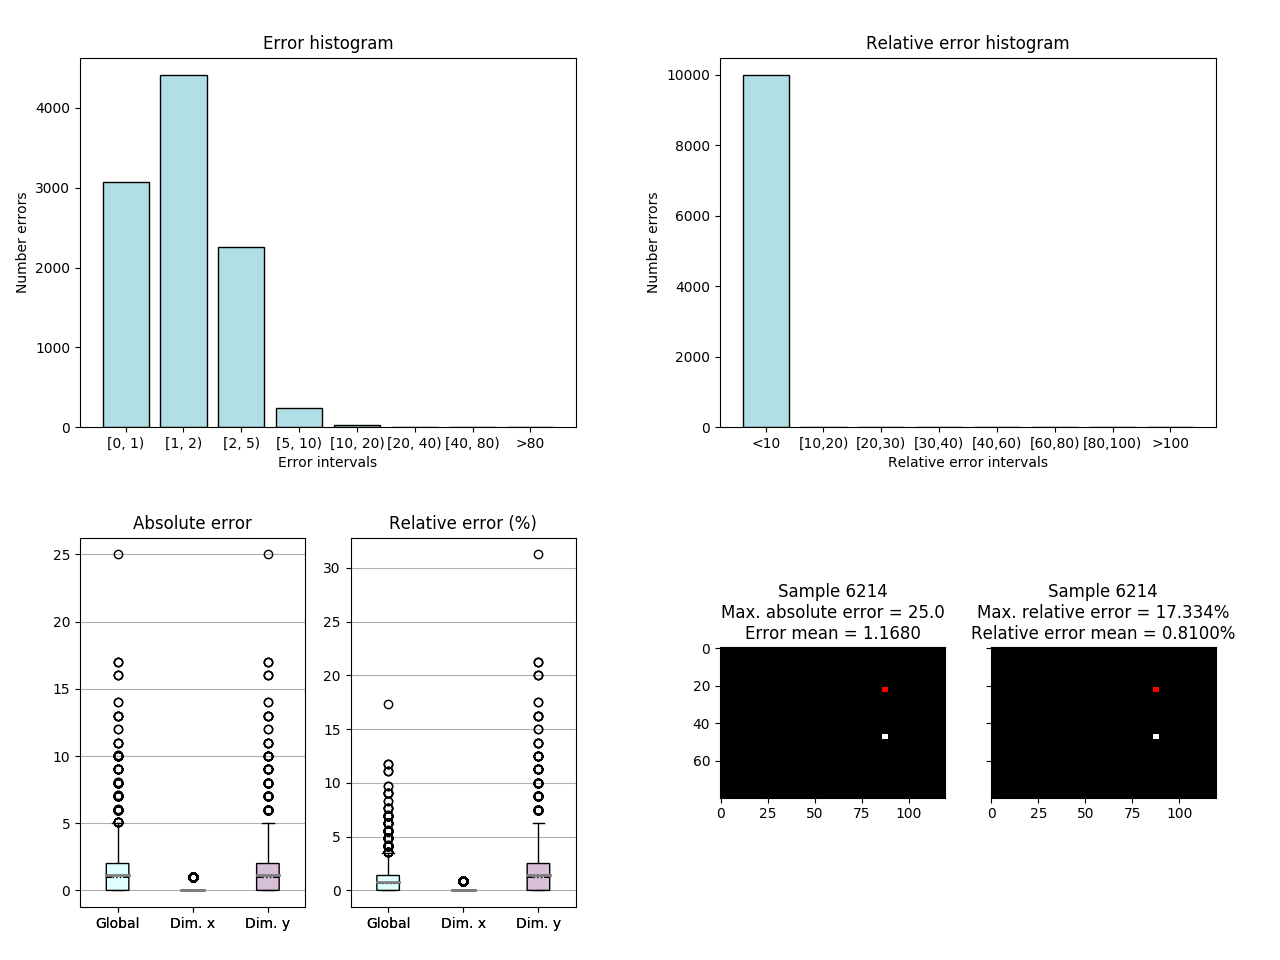 Error histogram
4000
3000
2000
1000
0
Number errors
[0, 1)
[1, 2)
[2, 5)
[5, 10)
[10, 20)
[20, 40)
[40, 80)
>80
Error intervals
Relative error histogram
10000
8000
6000
4000
2000
0
Number errors
<10
[10,20)
[20,30)
[30,40)
[40,60)
[60,80)
[80,100)
>100
Relative error intervals
Absolute error
25
20
15
10
5
0
Global
Dim. x
Dim. y
Relative error (%)
30
25
20
15
10
5
0
Global
Dim. x
Dim. y
Sample 6214
Max. absolute error = 25.0
Error mean = 1.1680
0
20
40
60
0
25
50
75
100
Sample 6214
Max. relative error = 17.334%
Relative error mean = 0.8100%
0
25
50
75
100